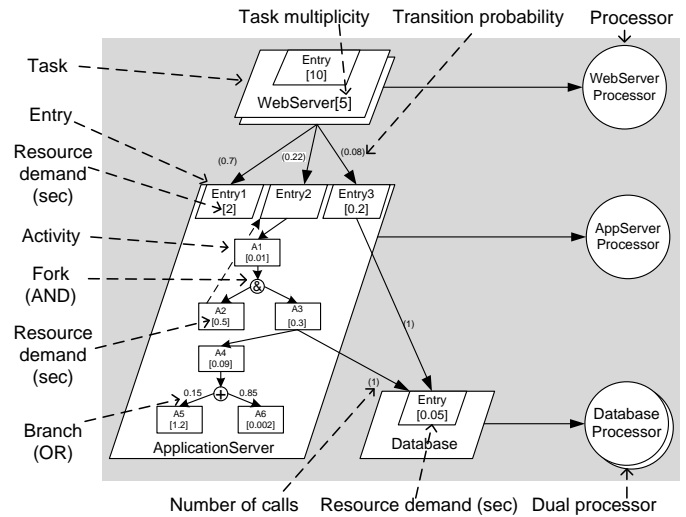 Task multiplicity
Transition probability
Processor
Task
Entry
[10]
WebServer[5]
WebServer
Processor
Entry
(0.7)
(0.22)
(0.08)
Resource
demand
(sec)
Entry1
[2]
Entry2
Entry3
[0.2]
Activity
A1
[0.01]
AppServer
Processor
Fork
(AND)
&
A2
[0.5]
A3
[0.3]
(1)
Resource
demand
(sec)
A4
[0.09]
0.15
+
0.85
(1)
Entry
[0.05]
A5
[1.2]
A6
[0.002]
Branch
(OR)
ApplicationServer
Database
Database
Processor
Number of calls
Resource demand (sec)
Dual processor